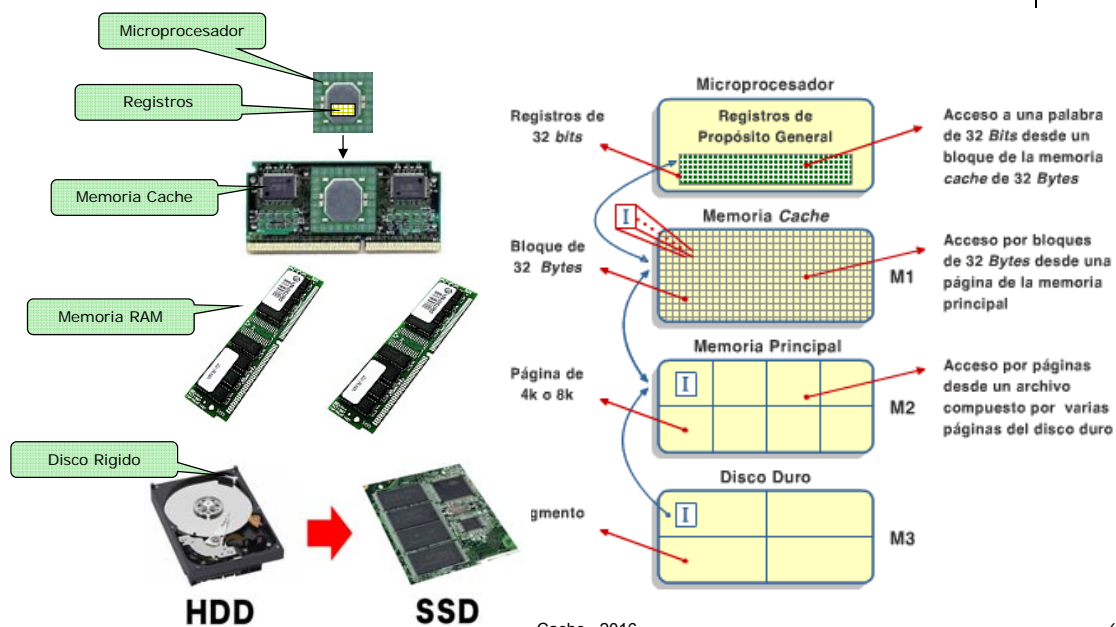 Microprocesador
Registros
Memoria Cache
Memoria RAM
Disco Rigido
HDD
SSD
Microprocesador
Registros de
32 bits
Registros de
Propósito General
Acceso a una palabra
de 32 Bits desde un
bloque de la memoria
cache de 32 Bytes
Memoria Cache
I
Bloque de
32 Bytes
M1
Acceso por bloques
de 32 Bytes desde una
página de la memoria
principal
Memoria Principal
Página de
4k o 8k
I
M2
Acceso por páginas
desde un archivo
compuesto por varias
páginas del disco duro
Disco Duro
I
gmento
M3